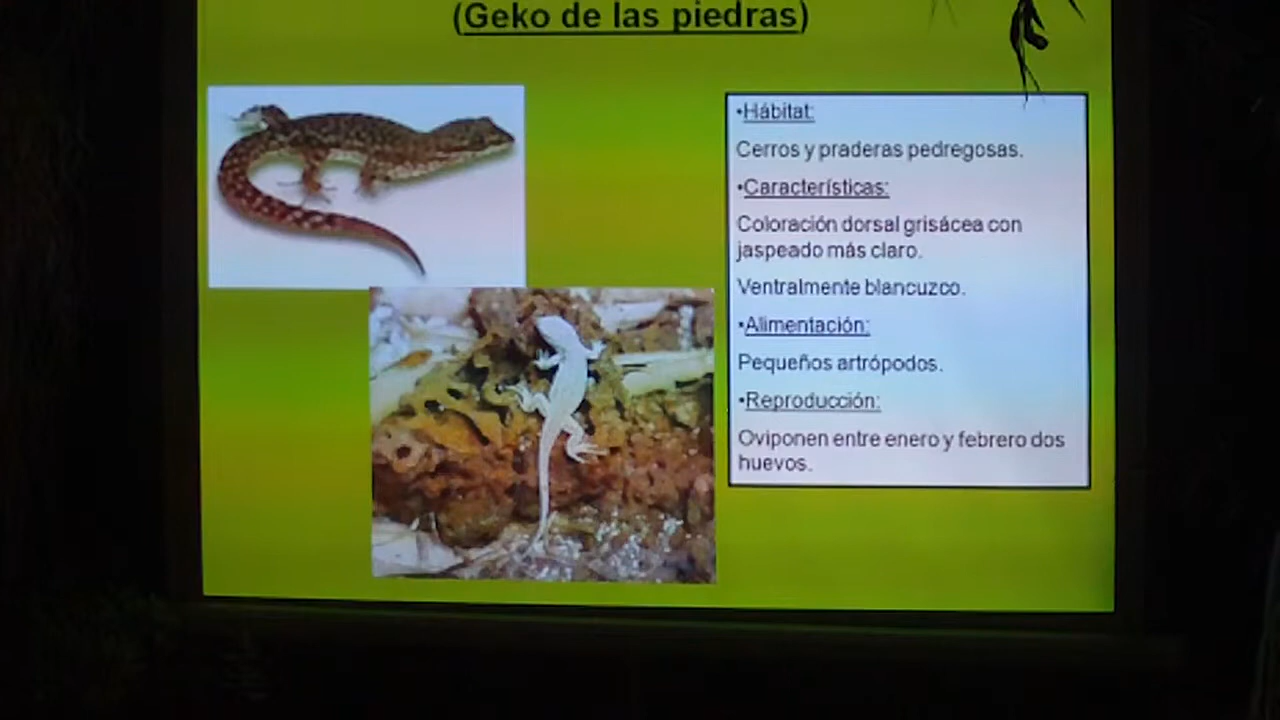 (Geko de las piedras)
•Hábitat:
Cerros y praderas pedregosas.
•Características:
Coloración dorsal grisácea con
jaspeado más claro.
Ventralmente blancuzco.
•Alimentación:
Pequeños artrópodos.
•Reproducción:
Oviponen entre enero y febrero dos
huevos.